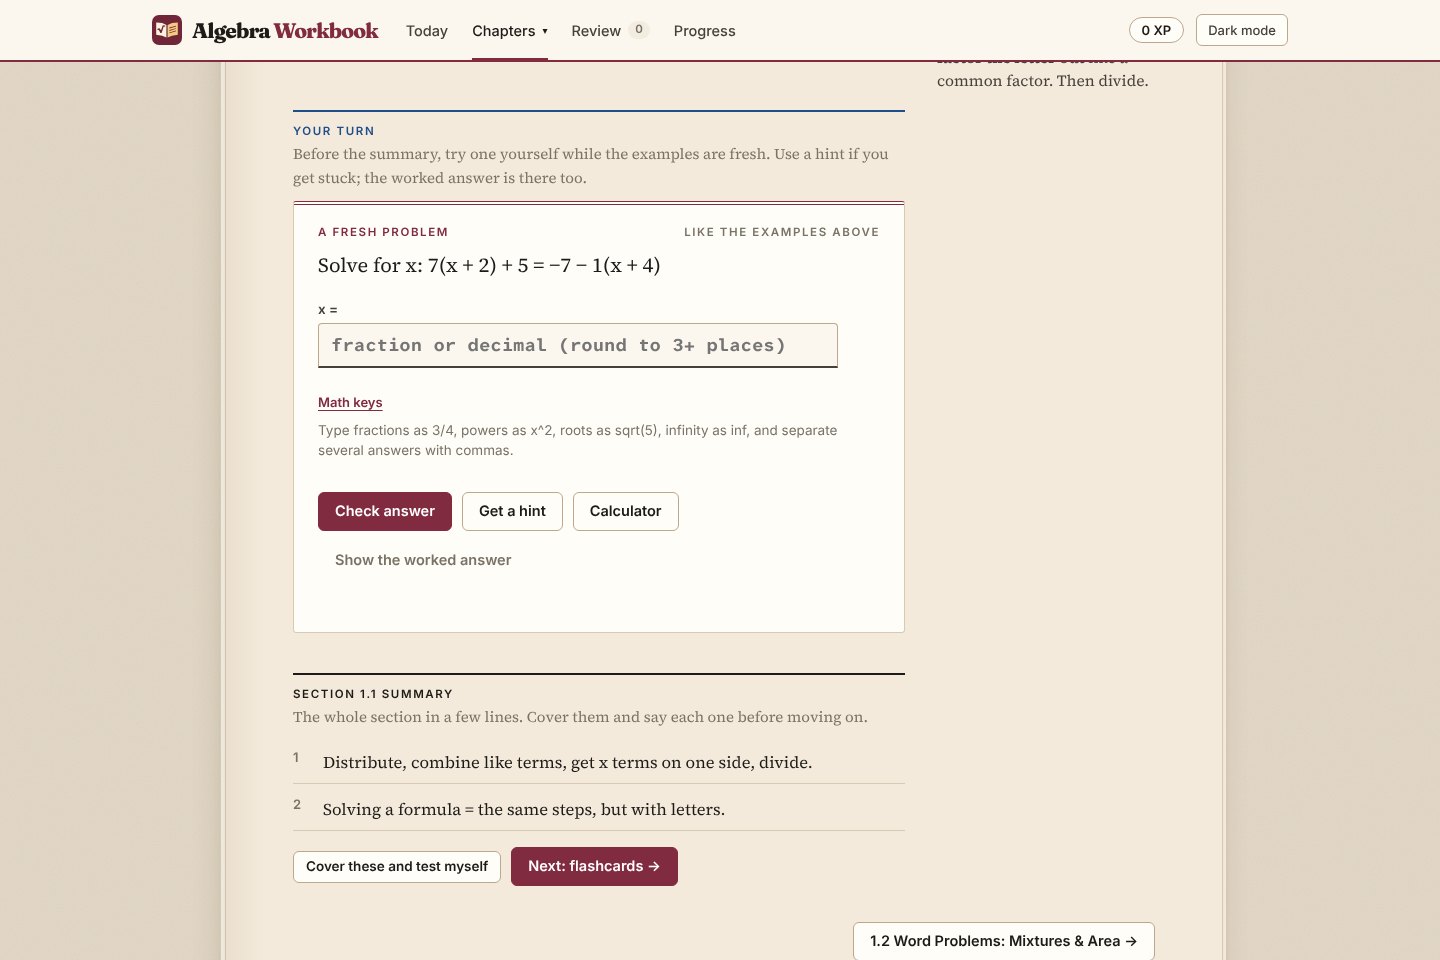 Algebra Workbook
Today
Chapters ▾
Review 0
Progress
0 XP
Dark mode
common factor. Then divide.
YOUR TURN
Before the summary, try one yourself while the examples are fresh. Use a hint if you
get stuck; the worked answer is there too.
A FRESH PROBLEM
LIKE THE EXAMPLES ABOVE
Solve for x: 7(x + 2) + 5 = −7 − 1(x + 4)
x =
fraction or decimal (round to 3+ places)
Math keys
Type fractions as 3/4, powers as x^2, roots as sqrt(5), infinity as inf, and separate
several answers with commas.
Check answer
Get a hint
Calculator
Show the worked answer
SECTION 1.1 SUMMARY
The whole section in a few lines. Cover them and say each one before moving on.
1 Distribute, combine like terms, get x terms on one side, divide.
2 Solving a formula = the same steps, but with letters.
Cover these and test myself
Next: flashcards →
1.2 Word Problems: Mixtures & Area →